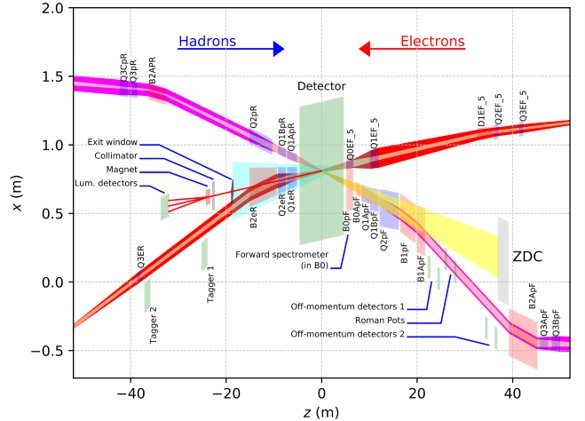 2.0
1.5
1.0
0.5
0.0
−0.5
x (m)
−40
−20
0
20
40
z (m)
Hadrons
Electrons
Detector
Q3CpR
Q3pR
B2APR
Q2pR
Q1BpR
Q1ApR
Q0EF_5
Q1EF_5
D1EF_5
Q2EF_5
Q3EF_5
Exit window
Collimator
Magnet
Lum. detectors
B2eR
Q2eR
Q1eR
Q3ER
Tagger 1
Tagger 2
Forward spectrometer
(in B0)
B0pF
B0ApF
Q1ApF
Q1BpF
Q2pF
B1pF
B1ApF
ZDC
Off-momentum detectors 1
Roman Pots
Off-momentum detectors 2
B2ApF
Q3ApF
Q3BpF